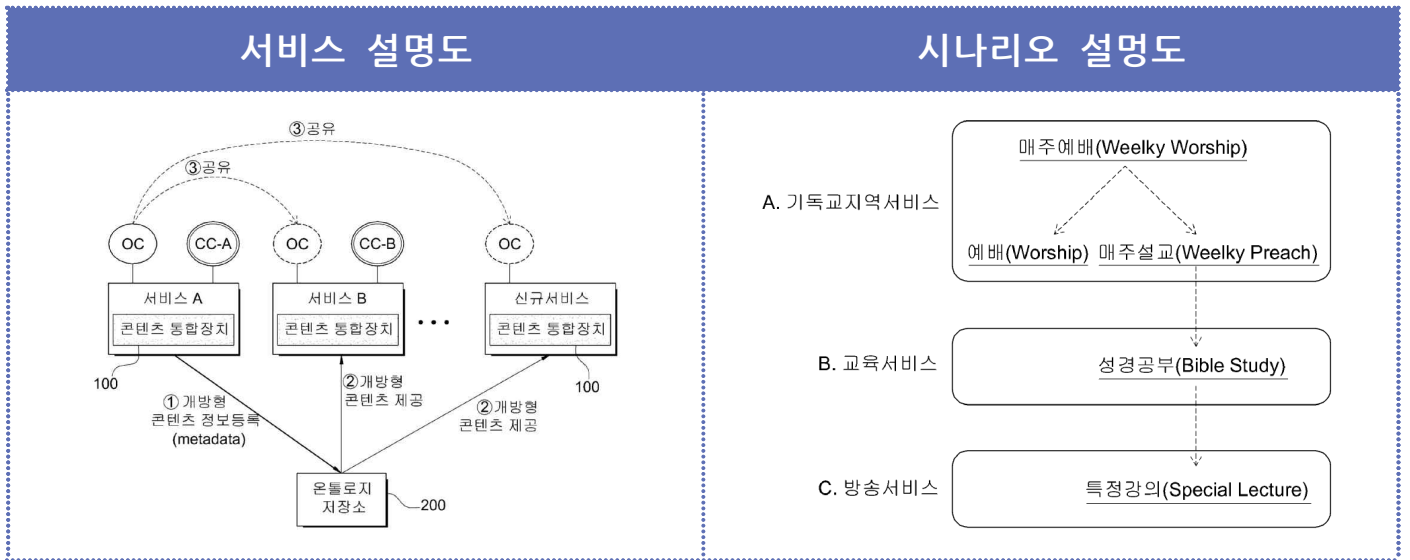 서비스 설명도
③공유
③공유
OC
CC-A
OC
CC-B
OC
서비스 A
콘텐츠 통합장치
서비스 B
콘텐츠 통합장치
• • •
신규서비스
콘텐츠 통합장치
100
100
①개방형
콘텐츠 정보등록
(metadata)
②개방형
콘텐츠 제공
②개방형
콘텐츠 제공
온톨로지
저장소
200
시나리오 설멍도
A. 기독교지역서비스
매주예배(Weelky Worship)
예배(Worship)
매주설교(Weelky Preach)
B. 교육서비스
성경공부(Bible Study)
C. 방송서비스
특정강의(Special Lecture)